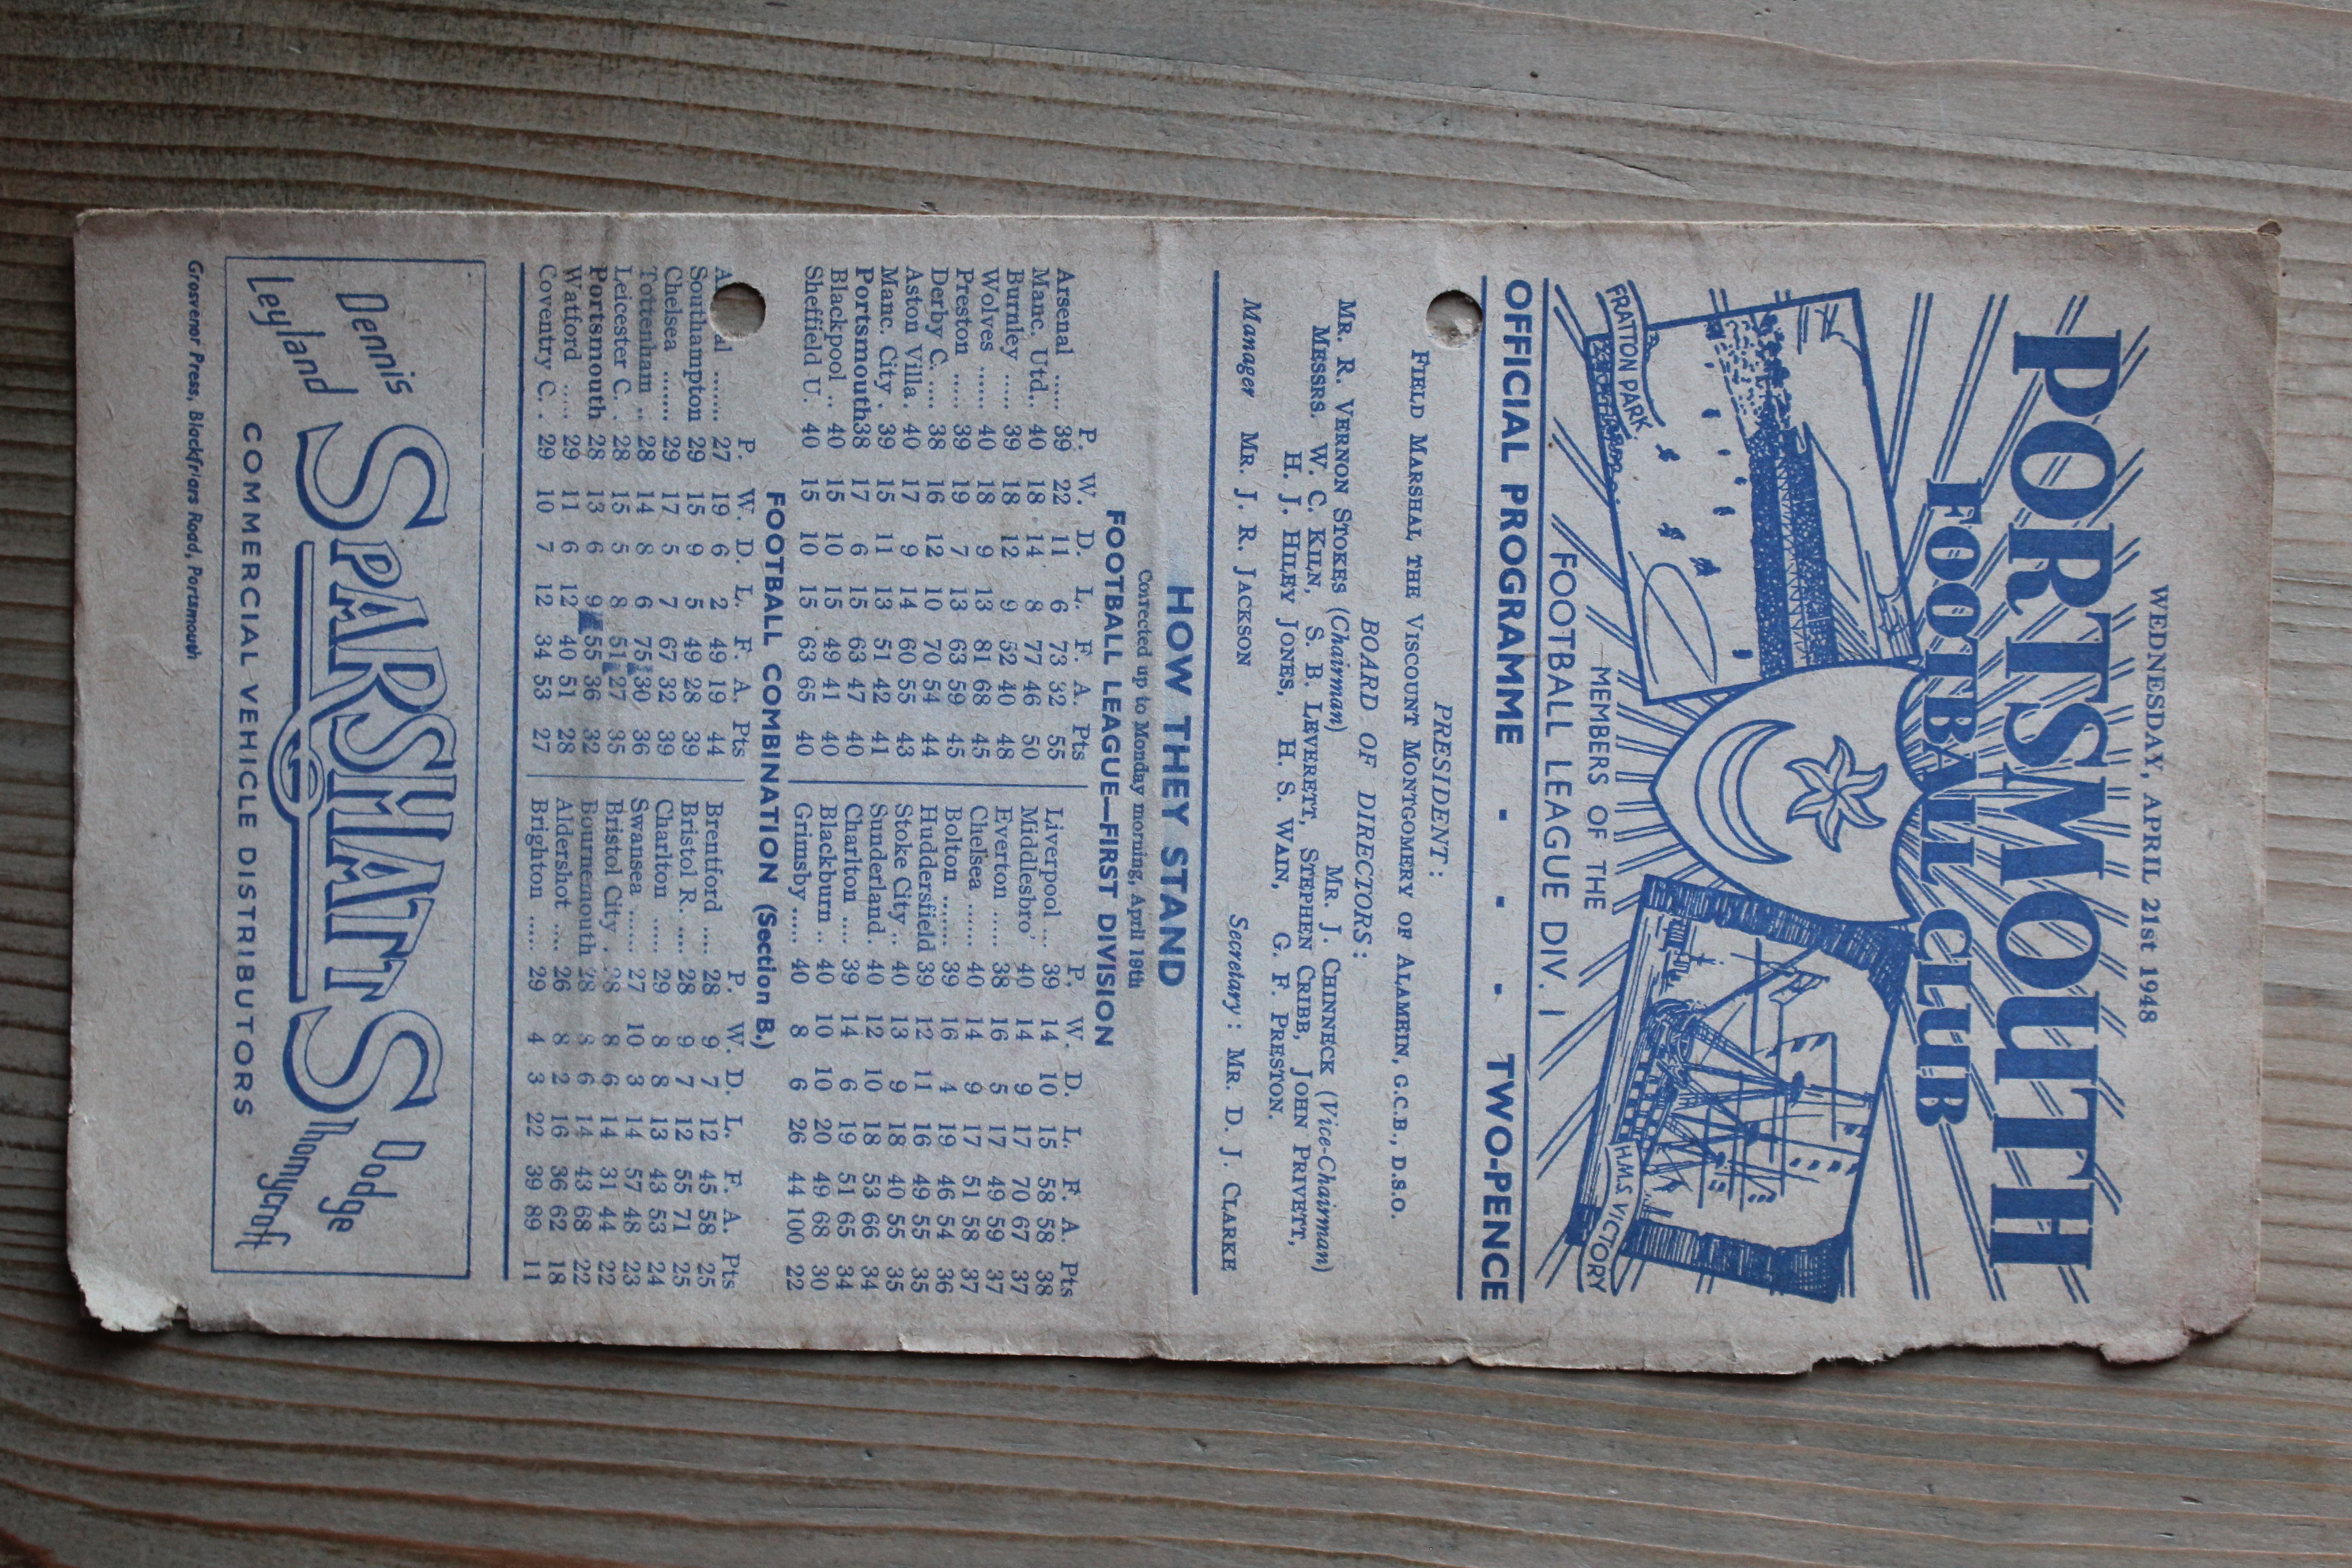 WEDNESDAY, APRIL 21st 1948
PORTSMOUTH
FOOTBALL CLUB
FRATTON PARK
H.M.S. VICTORY
MEMBERS OF THE
FOOTBALL LEAGUE DIV. I
OFFICIAL PROGRAMME - - - TWO-PENCE
PRESIDENT :
FIELD MARSHAL THE VISCOUNT MONTGOMERY OF ALAMEIN, G.C.B., D.S.O.
BOARD OF DIRECTORS :
MR. R. VERNON STOKES (Chairman) MR. J. CHINNECK (Vice-Chairman)
MESSRS. W. C. KILN, S. B. LEVERETT, STEPHEN CRIBB, JOHN PRIVETT,
H. J. HILEY JONES, H. S. WAIN, G. F. PRESTON.
Manager MR. J. R. JACKSON Secretary : MR. D. J. CLARKE
HOW THEY STAND
Corrected up to Monday morning, April 19th
FOOTBALL LEAGUE—FIRST DIVISION
P. W. D. L. F. A. Pts
Arsenal ..... 39 22 11 6 73 32 55
Manc. Utd.. 40 18 14 8 77 46 50
Burnley ..... 39 18 12 9 52 40 48
Wolves ...... 40 18 9 13 81 68 45
Preston ..... 39 19 7 13 63 59 45
Derby C. .... 38 16 12 10 70 54 44
Aston Villa.. 40 17 9 14 60 55 43
Manc. City . 39 15 11 13 51 42 41
Portsmouth38 17 6 15 63 47 40
Blackpool .. 40 15 10 15 49 41 40
Sheffield U. 40 15 10 15 63 65 40
P. W. D. L. F. A. Pts
Liverpool ... 39 14 10 15 58 58 38
Middlesbro' 40 14 9 17 70 67 37
Everton ..... 38 16 5 17 49 59 37
Chelsea ...... 40 14 9 17 51 58 37
Bolton ....... 39 16 4 19 46 54 36
Huddersfield 39 12 11 16 49 55 35
Stoke City.. 40 13 9 18 40 55 35
Sunderland. 40 12 10 18 53 66 34
Charlton .... 39 14 6 19 51 65 34
Blackburn .. 40 10 10 20 49 68 30
Grimsby..... 40 8 6 26 44 100 22
FOOTBALL COMBINATION (Section B.)
P. W. D. L. F. A. Pts
A al ....... 27 19 6 2 49 19 44
Southampton 29 15 9 5 49 28 39
Chelsea ....... 29 17 5 7 67 32 39
Tottenham .. 28 14 8 6 75 30 36
Leicester C. . 28 15 5 8 51 27 35
Portsmouth 28 13 6 9 55 36 32
Watford ..... 29 11 6 12 40 51 28
Coventry C. . 29 10 7 12 34 53 27
P. W. D. L. F. A. Pts
Brentford .... 28 9 7 12 45 58 25
Bristol R. .... 28 9 7 12 55 71 25
Charlton ..... 29 8 8 13 43 53 24
Swansea ...... 27 10 3 14 57 48 23
Bristol City .. 28 8 6 14 31 44 22
Bournemouth 28 8 6 14 43 68 22
Aldershot .... 26 8 2 16 36 62 18
Brighton ..... 29 4 3 22 39 89 11
Dennis
Leyland
SPARSHATTS
Dodge
Thornycroft
COMMERCIAL VEHICLE DISTRIBUTORS
Grosvenor Press, Blackfriars Road, Portsmouth